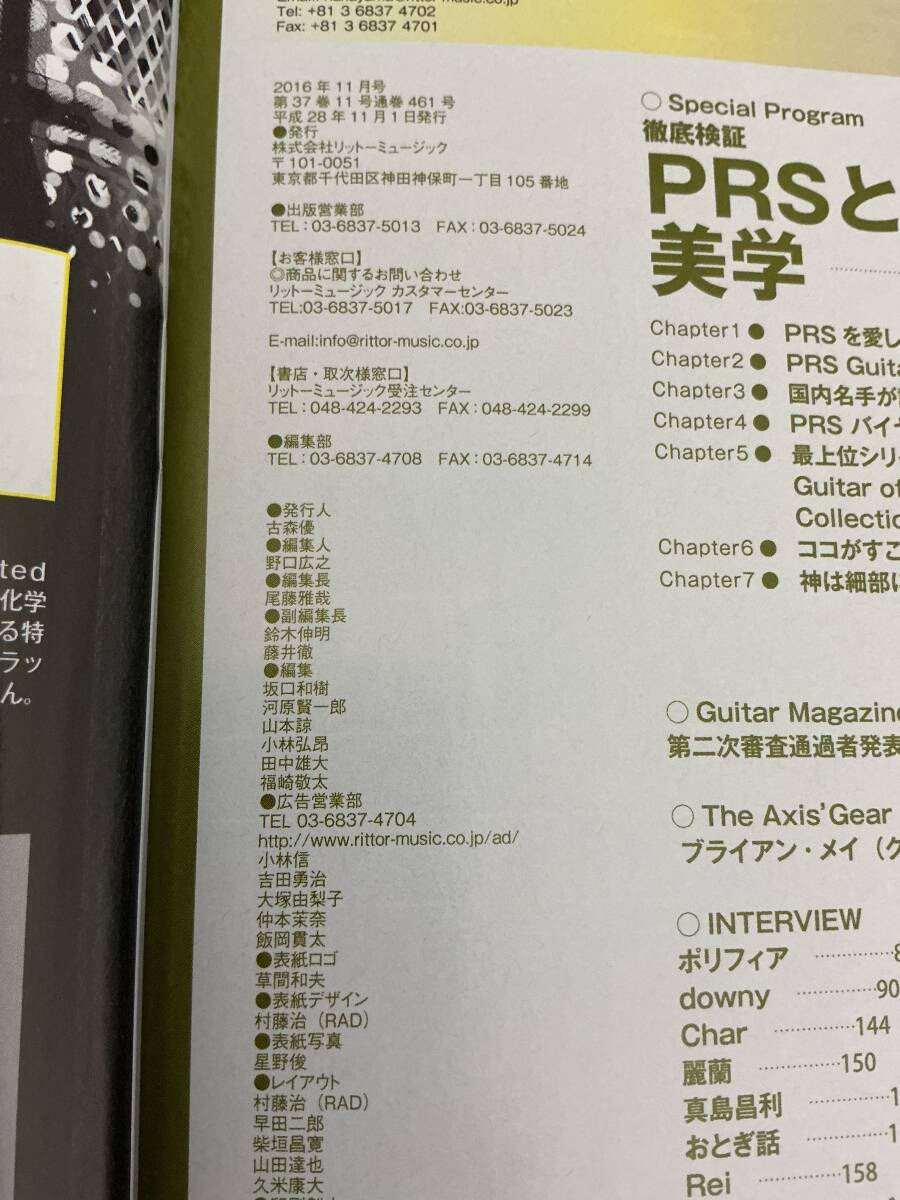 Tel: +81 3 6837 4702
Fax: +81 3 6837 4701
2016年11月号
第37巻11号通巻461号
平成28年11月1日発行
●発行
株式会社リットーミュージック
〒101-0051
東京都千代田区神田神保町一丁目105番地
●出版営業部
TEL：03-6837-5013 FAX：03-6837-5024
【お客様窓口】
◎商品に関するお問い合わせ
リットーミュージック カスタマーセンター
TEL:03-6837-5017 FAX:03-6837-5023
E-mail:info@rittor-music.co.jp
【書店・取次様窓口】
リットーミュージック受注センター
TEL：048-424-2293 FAX：048-424-2299
●編集部
TEL：03-6837-4708 FAX：03-6837-4714
●発行人
古森優
●編集人
野口広之
●編集長
尾藤雅哉
●副編集長
鈴木伸明
藤井徹
●編集
坂口和樹
河原賢一郎
山本諒
小林弘昂
田中雄大
福崎敬太
●広告営業部
TEL 03-6837-4704
http://www.rittor-music.co.jp/ad/
小林信
吉田勇治
大塚由梨子
仲本茉奈
飯岡貫太
●表紙ロゴ
草間和夫
●表紙デザイン
村藤治（RAD）
●表紙写真
星野俊
●レイアウト
村藤治（RAD）
早田二郎
柴垣昌寛
山田達也
久米康大
○ Special Program
徹底検証
PRSと
美学
Chapter1 ● PRSを愛し
Chapter2 ● PRS Guita
Chapter3 ● 国内名手が
Chapter4 ● PRS バイ
Chapter5 ● 最上位シリ
Guitar of
Collectio
Chapter6 ● ココがすご
Chapter7 ● 神は細部に
○ Guitar Magazine
第二次審査通過者発表
○ The Axis'Gear
ブライアン・メイ（ク
○ INTERVIEW
ポリフィア
downy 90
Char 144
麗蘭 150
真島昌利
おとぎ話
Rei 158
ted
化学
る特
ラッ
ん。